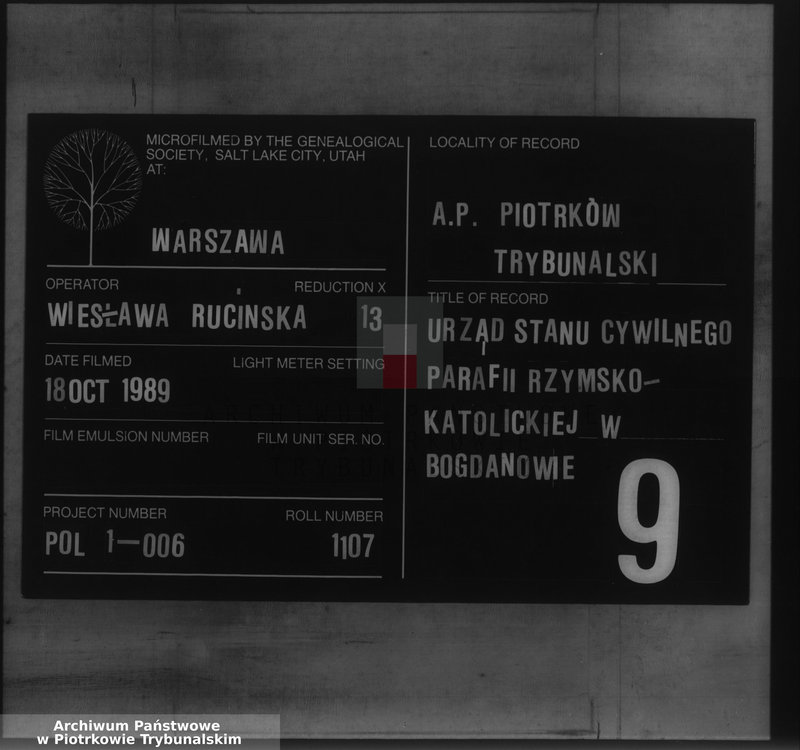 MICROFILMED BY THE GENEALOGICAL
SOCIETY, SALT LAKE CITY, UTAH
AT:
WARSZAWA
OPERATOR
REDUCTION X
WIESŁAWA RUCIŃSKA
13
DATE FILMED
LIGHT METER SETTING
18 OCT 1989
FILM EMULSION NUMBER
FILM UNIT SER. NO.
PROJECT NUMBER
ROLL NUMBER
POL 1-006
1107
LOCALITY OF RECORD
A.P. PIOTRKÓW
TRYBUNALSKI
TITLE OF RECORD
URZĄD STANU CYWILNEGO
PARAFII RZYMSKO-
KATOLICKIEJ W
BOGDANOWIE
9
Archiwum Państwowe
w Piotrkowie Trybunalskim